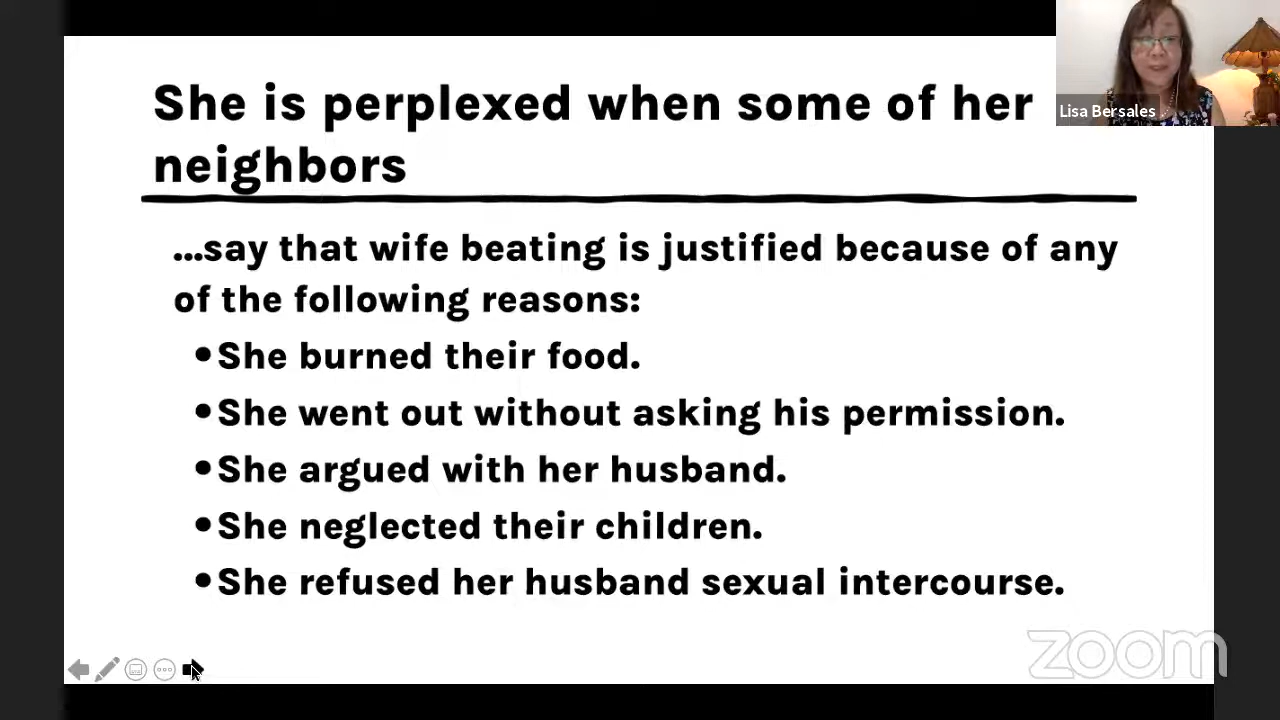 She is perplexed when some of her
neighbors
Lisa Bersales
...say that wife beating is justified because of any
of the following reasons:
•She burned their food.
•She went out without asking his permission.
•She argued with her husband.
•She neglected their children.
•She refused her husband sexual intercourse.
zoom